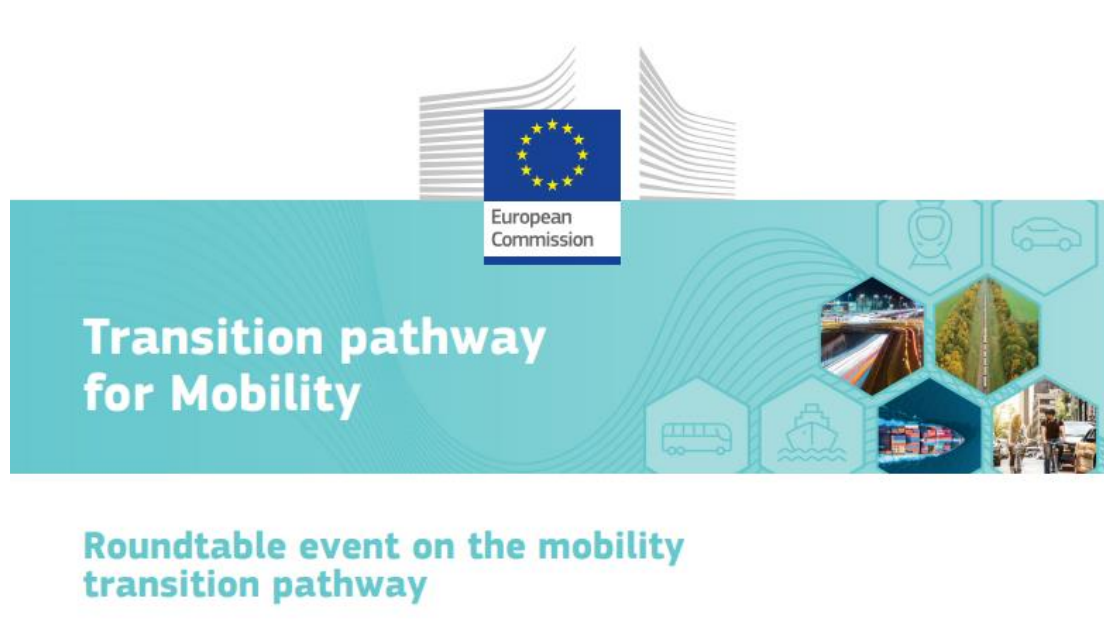 European
Commission
Transition pathway
for Mobility
Roundtable event on the mobility
transition pathway